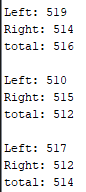 Left: 519
Right: 514
total: 516

Left: 510
Right: 515
total: 512

Left: 517
Right: 512
total: 514